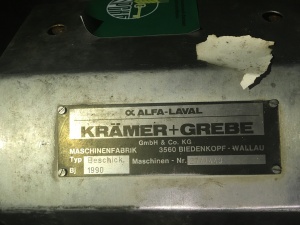 α ALFA-LAVAL
KRÄMER+GREBE
GmbH & Co. KG
MASCHINENFABRIK 3560 BIEDENKOPF-WALLAU
Typ Beschick. Maschinen - Nr.
Bj 1990